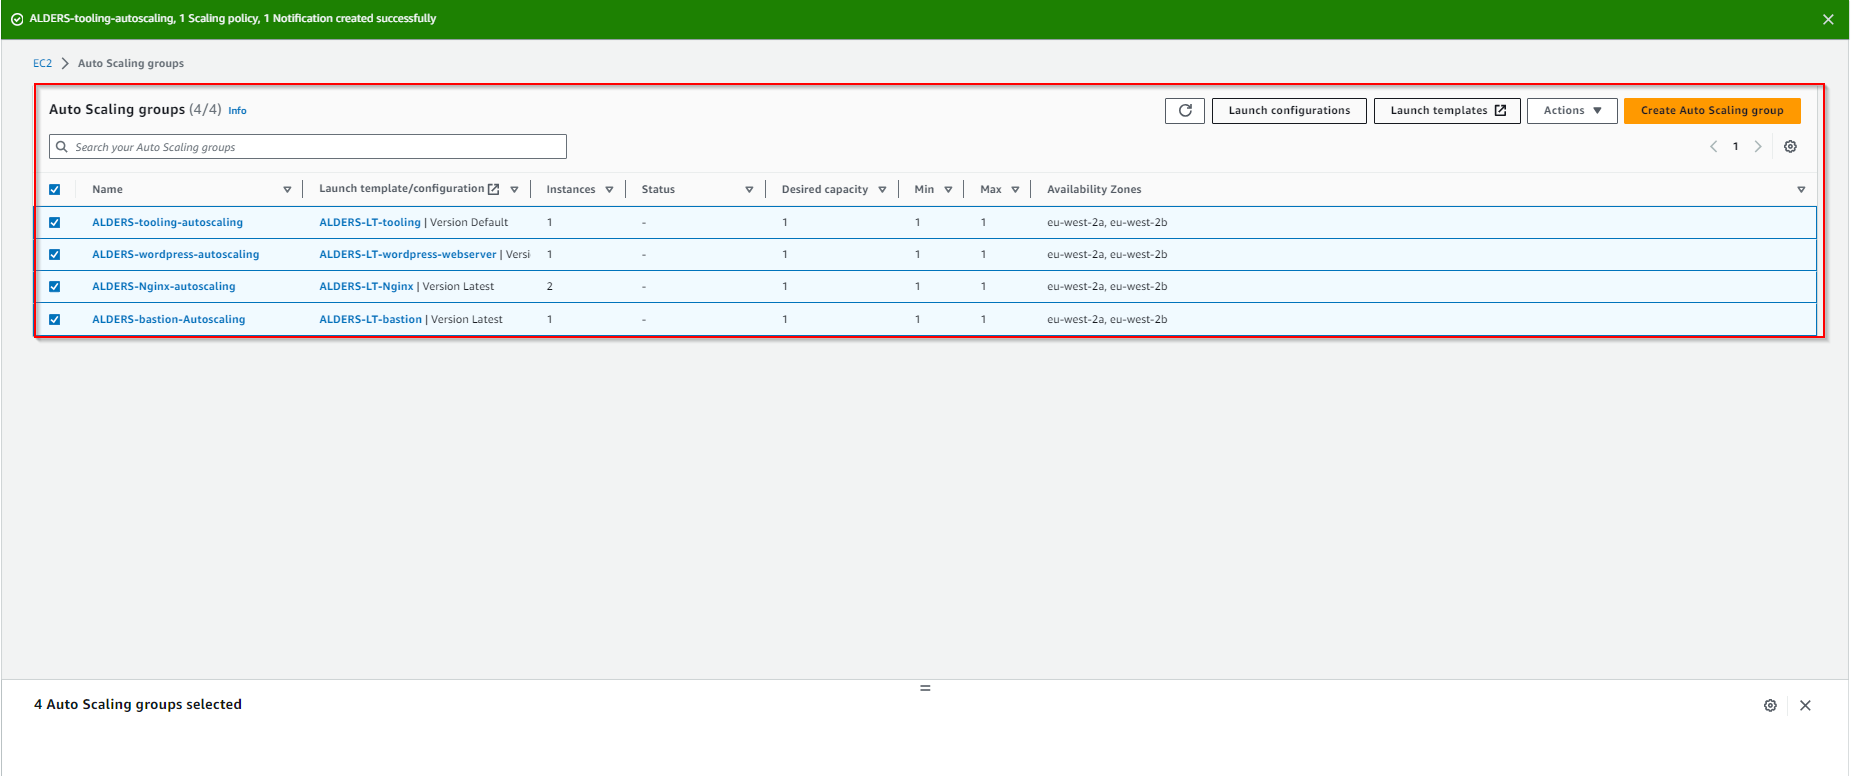 ALDERS-tooling-autoscaling, 1 Scaling policy, 1 Notification created successfully
EC2 Auto Scaling groups
Auto Scaling groups (4/4) Info
Launch configurations Launch templates Actions Create Auto Scaling group
Search your Auto Scaling groups
1
Name Launch template/configuration Instances Status Desired capacity Min Max Availability Zones
ALDERS-tooling-autoscaling ALDERS-LT-tooling | Version Default 1 - 1 1 1 eu-west-2a, eu-west-2b
ALDERS-wordpress-autoscaling ALDERS-LT-wordpress-webserver | Versi 1 - 1 1 1 eu-west-2a, eu-west-2b
ALDERS-Nginx-autoscaling ALDERS-LT-Nginx | Version Latest 2 - 1 1 1 eu-west-2a, eu-west-2b
ALDERS-bastion-Autoscaling ALDERS-LT-bastion | Version Latest 1 - 1 1 1 eu-west-2a, eu-west-2b
4 Auto Scaling groups selected